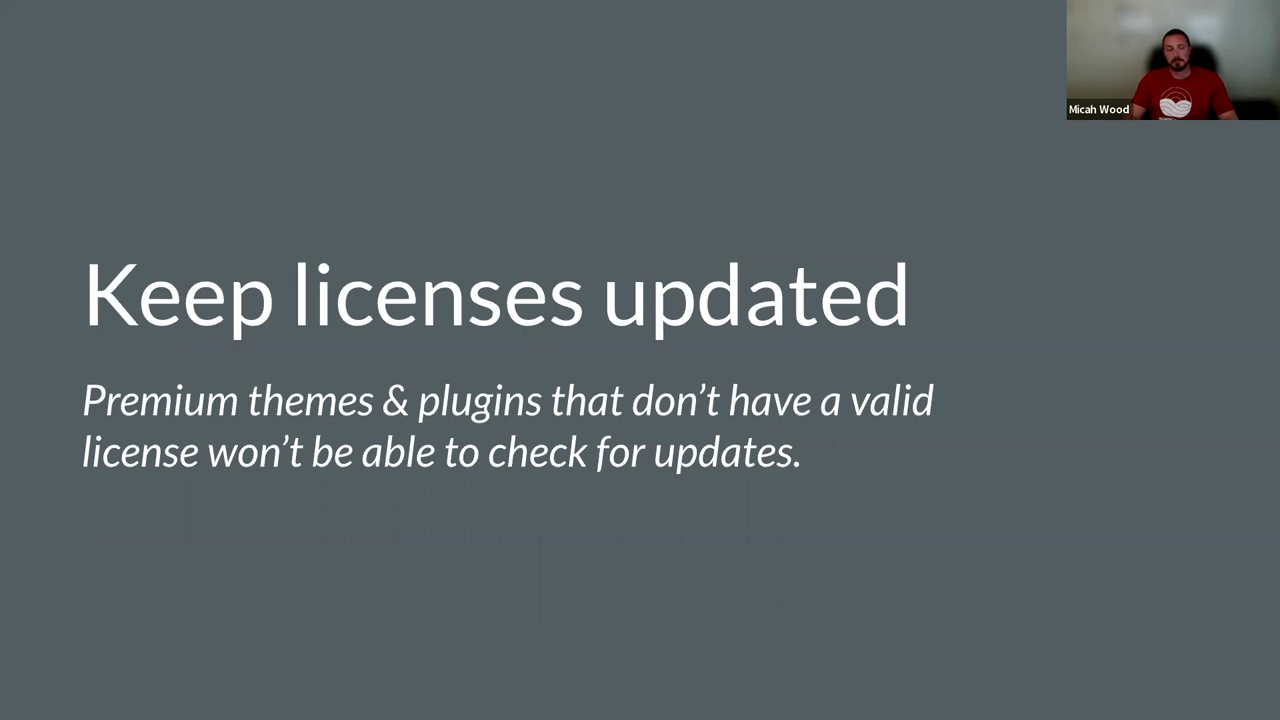 Micah Wood
Keep licenses updated
Premium themes & plugins that don’t have a valid
license won’t be able to check for updates.